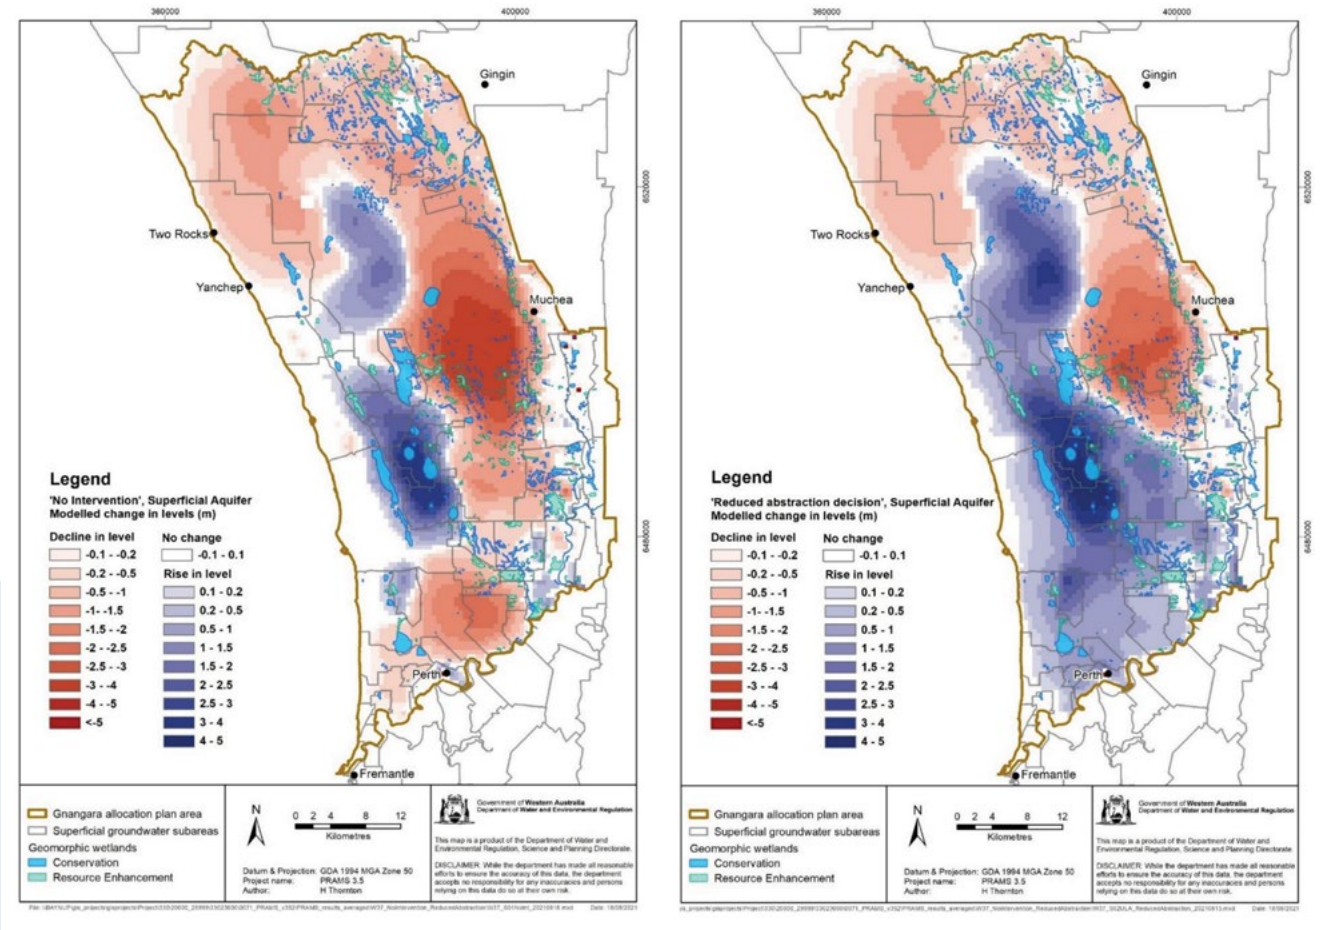 360000
400000
Gingin
6520000
Two Rocks
Yanchep
Muchea
6480000
Perth
Fremantle
Legend
'No Intervention', Superficial Aquifer
Modelled change in levels (m)
Decline in level
-0.1 - -0.2
-0.2 - -0.5
-0.5 - -1
-1- -1.5
-1.5 - -2
-2 - -2.5
-2.5 - -3
-3 - -4
-4 - -5
<-5
No change
-0.1 - 0.1
Rise in level
0.1 - 0.2
0.2 - 0.5
0.5 - 1
1 - 1.5
1.5 - 2
2 - 2.5
2.5 - 3
3 - 4
4 - 5
Gnangara allocation plan area
Superficial groundwater subareas
Geomorphic wetlands
Conservation
Resource Enhancement
N
0 2 4 8 12
Kilometres
Datum & Projection: GDA 1994 MGA Zone 50
Project name: PRAMS 3.5
Author: H Thornton
Government of Western Australia
Department of Water and Environmental Regulation
This map is a product of the Department of Water and
Environmental Regulation, Science and Planning Directorate.
DISCLAIMER: While the department has made all reasonable
efforts to ensure the accuracy of this data, the department
accepts no responsibility for any inaccuracies and persons
relying on this data do so at their own risk.
Date: 18/08/2021
360000
400000
Gingin
6520000
Two Rocks
Yanchep
Muchea
6480000
Perth
Fremantle
Legend
'Reduced abstraction decision', Superficial Aquifer
Modelled change in levels (m)
Decline in level
-0.1 - -0.2
-0.2 - -0.5
-0.5 - -1
-1- -1.5
-1.5 - -2
-2 - -2.5
-2.5 - -3
-3 - -4
-4 - -5
<-5
No change
-0.1 - 0.1
Rise in level
0.1 - 0.2
0.2 - 0.5
0.5 - 1
1 - 1.5
1.5 - 2
2 - 2.5
2.5 - 3
3 - 4
4 - 5
Gnangara allocation plan area
Superficial groundwater subareas
Geomorphic wetlands
Conservation
Resource Enhancement
N
0 2 4 8 12
Kilometres
Datum & Projection: GDA 1994 MGA Zone 50
Project name: PRAMS 3.5
Author: H Thornton
Government of Western Australia
Department of Water and Environmental Regulation
This map is a product of the Department of Water and
Environmental Regulation, Science and Planning Directorate.
DISCLAIMER: While the department has made all reasonable
efforts to ensure the accuracy of this data, the department
accepts no responsibility for any inaccuracies and persons
relying on this data do so at their own risk.
Date: 18/08/2021